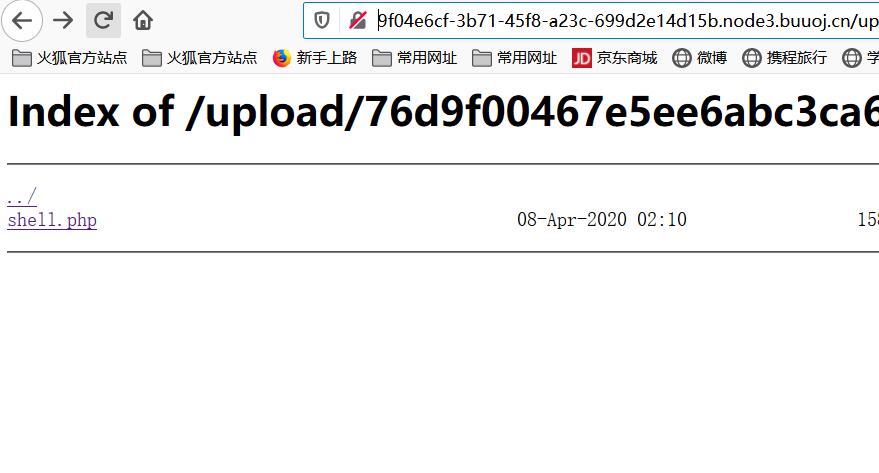 9f04e6cf-3b71-45f8-a23c-699d2e14d15b.node3.buuoj.cn/up
火狐官方站点 火狐官方站点 新手上路 常用网址 常用网址 JD 京东商城 微博 携程旅行 学
Index of /upload/76d9f00467e5ee6abc3ca6
../
shell.php 08-Apr-2020 02:10 158